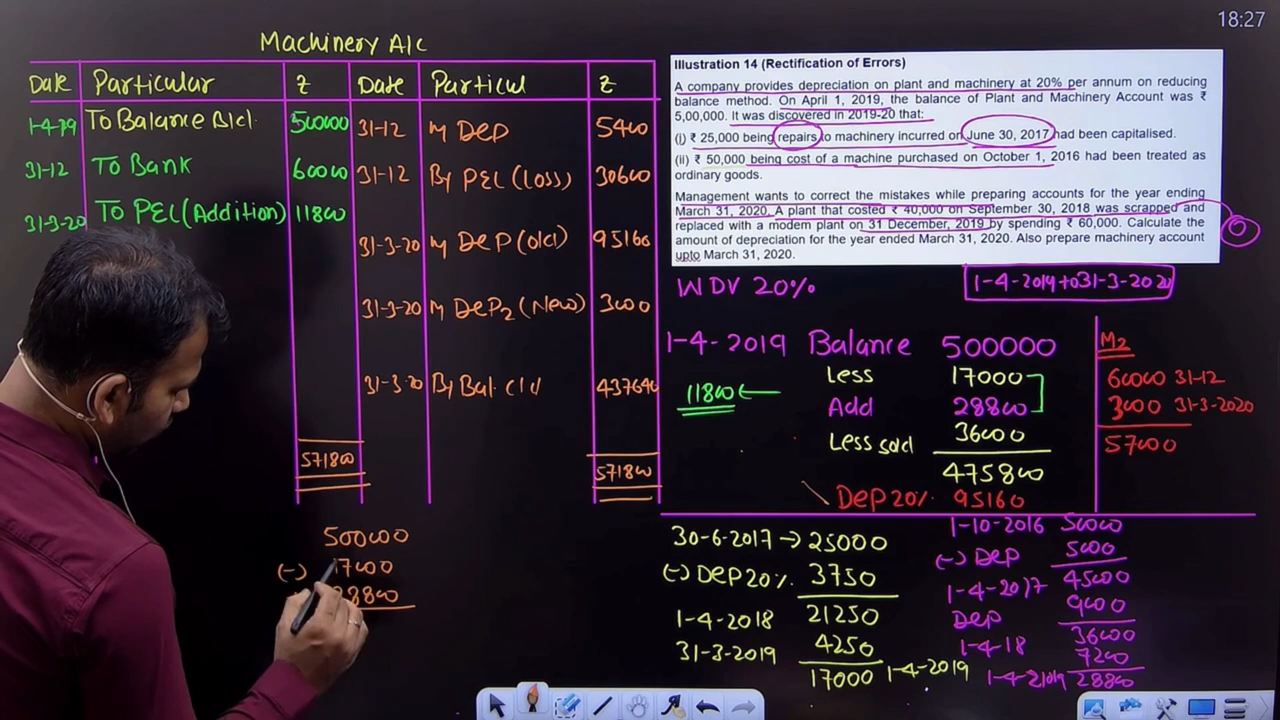 18:27
Machinery A/c
Date Particular ₹ Date Particul ₹
1-4-19 To Balance B/d 500000 31-12 By Dep 5400
31-12 To Bank 60000 31-12 By P&L (Loss) 30600
31-3-20 To P&L (Addition) 11800
31-3-20 By Dep (old) 95160
31-3-20 By Dep2 (New) 3000
31-3-20 By Bal. c/d 437640
571800 571800
500000
(-) 17000
28800
Illustration 14 (Rectification of Errors)
A company provides depreciation on plant and machinery at 20% per annum on reducing
balance method. On April 1, 2019, the balance of Plant and Machinery Account was ₹
5,00,000. It was discovered in 2019-20 that:
(i) ₹ 25,000 being repairs to machinery incurred on June 30, 2017 had been capitalised.
(ii) ₹ 50,000 being cost of a machine purchased on October 1, 2016 had been treated as
ordinary goods.
Management wants to correct the mistakes while preparing accounts for the year ending
March 31, 2020. A plant that costed ₹ 40,000 on September 30, 2018 was scrapped and
replaced with a modem plant on 31 December, 2019 by spending ₹ 60,000. Calculate the
amount of depreciation for the year ended March 31, 2020. Also prepare machinery account
upto March 31, 2020.
WDV 20%
1-4-2019 to 31-3-2020
1-4-2019 Balance 500000
Less 17000
11800 ← Add 28800
Less sold 36000
475800
Dep 20% 95160
M2
60000 31-12
3000 31-3-2020
57000
30-6-2017 → 25000
(-) Dep 20% 3750
1-4-2018 21250
31-3-2019 4250
17000 1-4-2019
1-10-2016 50000
(-) Dep 5000
1-4-2017 45000
Dep 9000
1-4-18 36000
7200
1-4-2019 28800